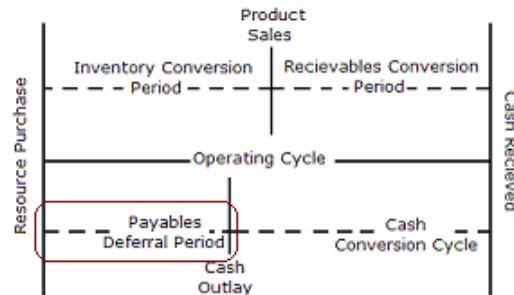 Product
Sales
Inventory Conversion
Period
Recievables Conversion
Period
Resource Purchase
Cash Recieved
Operating Cycle
Payables
Deferral Period
Cash
Conversion Cycle
Cash
Outlay